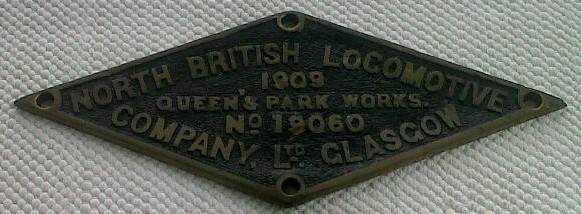 NORTH BRITISH LOCOMOTIVE
1909
QUEEN'S PARK WORKS.
No 19060
COMPANY, LTD. GLASGOW